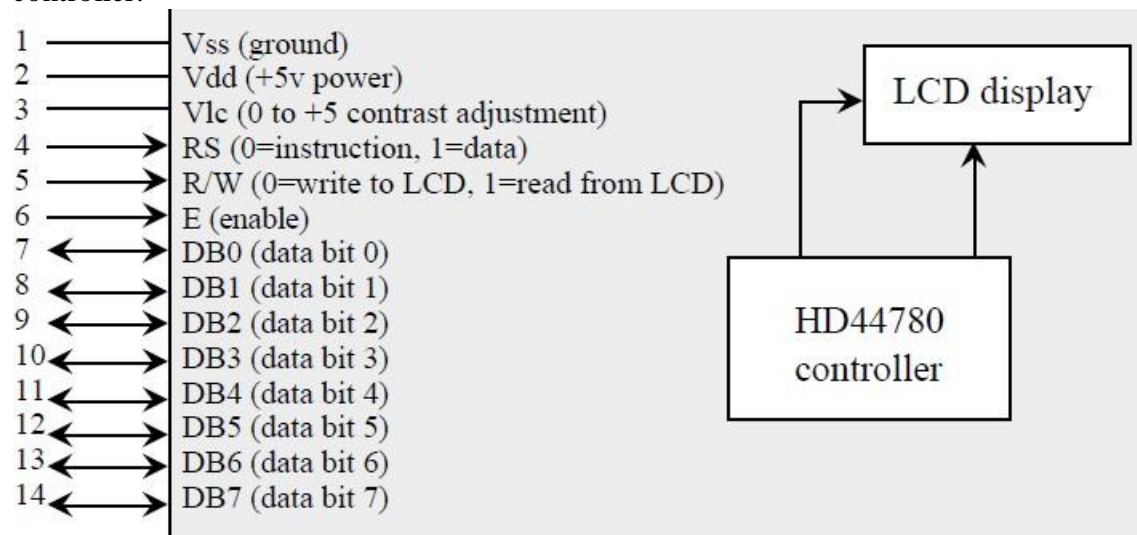 controller.
1 Vss (ground)
2 Vdd (+5v power)
3 Vlc (0 to +5 contrast adjustment)
4 RS (0=instruction, 1=data)
5 R/W (0=write to LCD, 1=read from LCD)
6 E (enable)
7 DB0 (data bit 0)
8 DB1 (data bit 1)
9 DB2 (data bit 2)
10 DB3 (data bit 3)
11 DB4 (data bit 4)
12 DB5 (data bit 5)
13 DB6 (data bit 6)
14 DB7 (data bit 7)
LCD display
HD44780
controller